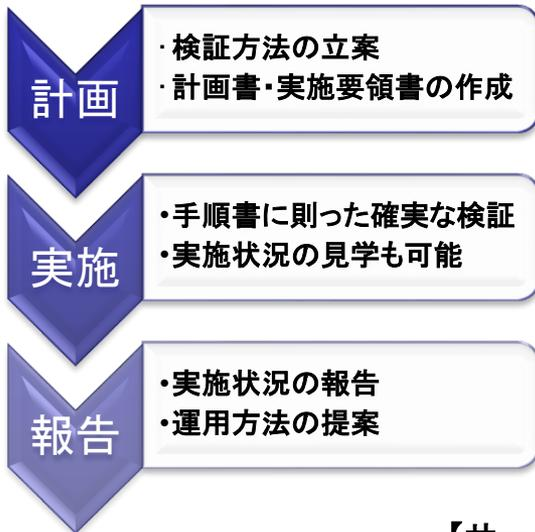 計画
・検証方法の立案
・計画書・実施要領書の作成
実施
・手順書に則った確実な検証
・実施状況の見学も可能
報告
・実施状況の報告
・運用方法の提案